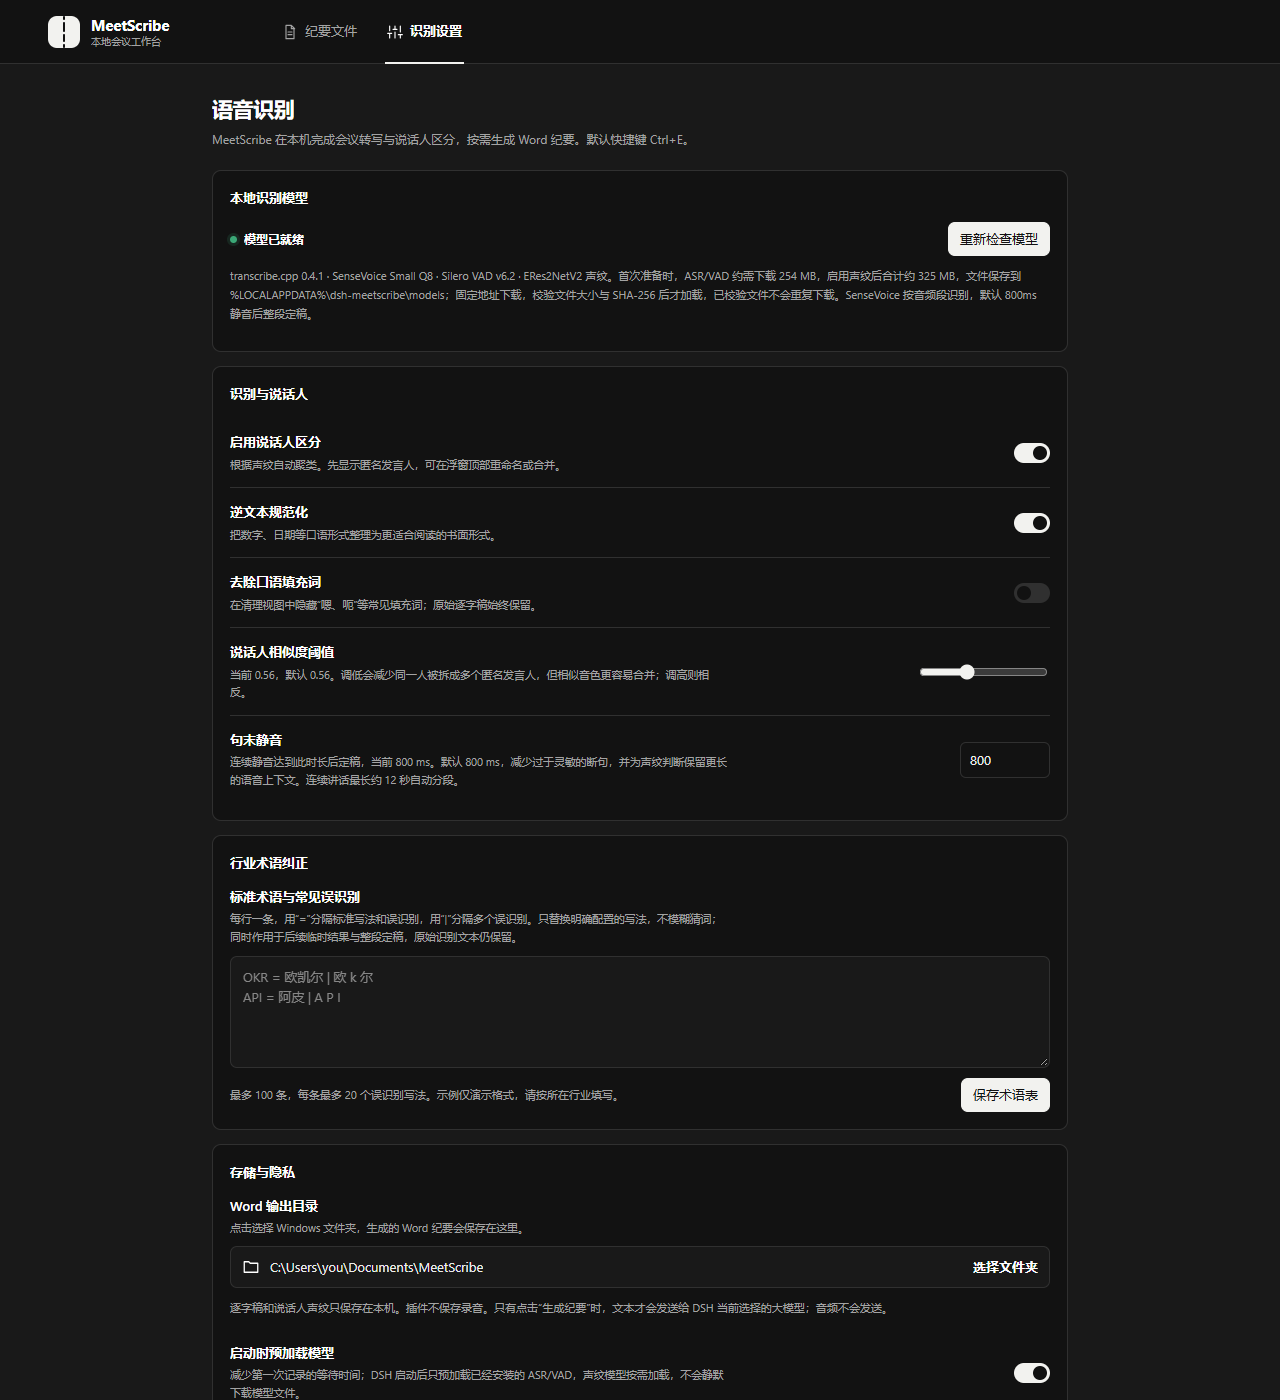 MeetScribe
本地会议工作台
纪要文件
识别设置
语音识别
MeetScribe 在本机完成会议转写与说话人区分，按需生成 Word 纪要。默认快捷键 Ctrl+E。
本地识别模型
模型已就绪
重新检查模型
transcribe.cpp 0.4.1 · SenseVoice Small Q8 · Silero VAD v6.2 · ERes2NetV2 声纹。首次准备时，ASR/VAD 约需下载 254 MB，启用声纹后合计约 325 MB，文件保存到
%LOCALAPPDATA%\dsh-meetscribe\models；固定地址下载，校验文件大小与 SHA-256 后才加载，已校验文件不会重复下载。SenseVoice 按音频段识别，默认 800ms
静音后整段定稿。
识别与说话人
启用说话人区分
根据声纹自动聚类。先显示匿名发言人，可在浮窗顶部重命名或合并。
逆文本规范化
把数字、日期等口语形式整理为更适合阅读的书面形式。
去除口语填充词
在清理视图中隐藏“嗯、呃”等常见填充词；原始逐字稿始终保留。
说话人相似度阈值
当前 0.56，默认 0.56。调低会减少同一人被拆成多个匿名发言人，但相似音色更容易合并；调高则相
反。
句末静音
连续静音达到此时长后定稿，当前 800 ms。默认 800 ms，减少过于灵敏的断句，并为声纹判断保留更长
的语音上下文。连续讲话最长约 12 秒自动分段。
800
行业术语纠正
标准术语与常见误识别
每行一条，用“=”分隔标准写法和误识别，用“|”分隔多个误识别。只替换明确配置的写法，不模糊猜词；
同时作用于后续临时结果与整段定稿，原始识别文本仍保留。
OKR = 欧凯尔 | 欧 k 尔
API = 阿皮 | A P I
最多 100 条，每条最多 20 个误识别写法。示例仅演示格式，请按所在行业填写。
保存术语表
存储与隐私
Word 输出目录
点击选择 Windows 文件夹，生成的 Word 纪要会保存在这里。
C:\Users\you\Documents\MeetScribe
选择文件夹
逐字稿和说话人声纹只保存在本机。插件不保存录音。只有点击“生成纪要”时，文本才会发送给 DSH 当前选择的大模型；音频不会发送。
启动时预加载模型
减少第一次记录的等待时间；DSH 启动后只预加载已经安装的 ASR/VAD，声纹模型按需加载，不会静默
下载模型文件。